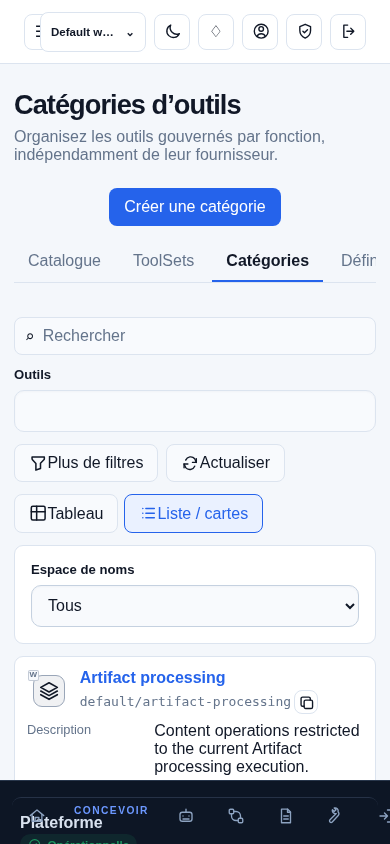 Default w... ⌄
Catégories d’outils
Organisez les outils gouvernés par fonction,
indépendamment de leur fournisseur.
Créer une catégorie
Catalogue ToolSets Catégories Défin
Rechercher
Outils
Plus de filtres Actualiser
Tableau Liste / cartes
Espace de noms
Tous
W
Artifact processing
default/artifact-processing
Description
Content operations restricted
to the current Artifact
processing execution.
CONCEVOIR
Plateforme
Opérationnelle